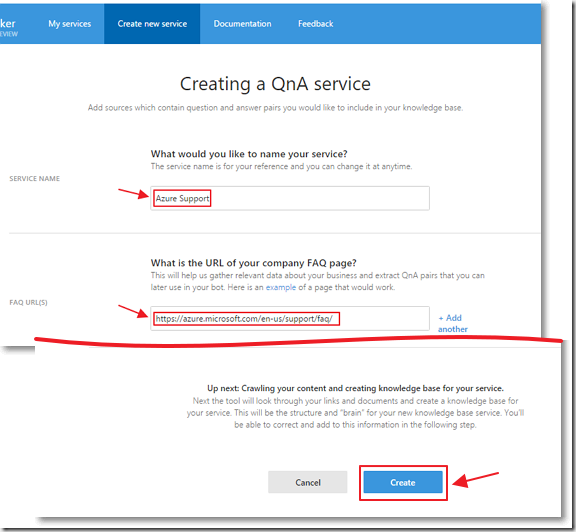 ker
EVIEW
My services
Create new service
Documentation
Feedback
Creating a QnA service
Add sources which contain question and answer pairs you would like to include in your knowledge base.
What would you like to name your service?
The service name is for your reference and you can change it at anytime.
SERVICE NAME
Azure Support
What is the URL of your company FAQ page?
This will help us gather relevant data about your business and extract QnA pairs that you can
later use in your bot. Here is an example of a page that would work.
FAQ URL(S)
https://azure.microsoft.com/en-us/support/faq/
+ Add
another
Up next: Crawling your content and creating knowledge base for your service.
Next the tool will look through your links and documents and create a knowledge base for
your service. This will be the structure and "brain" for your new knowledge base service. You'll
be able to correct and add to this information in the following step.
Cancel
Create